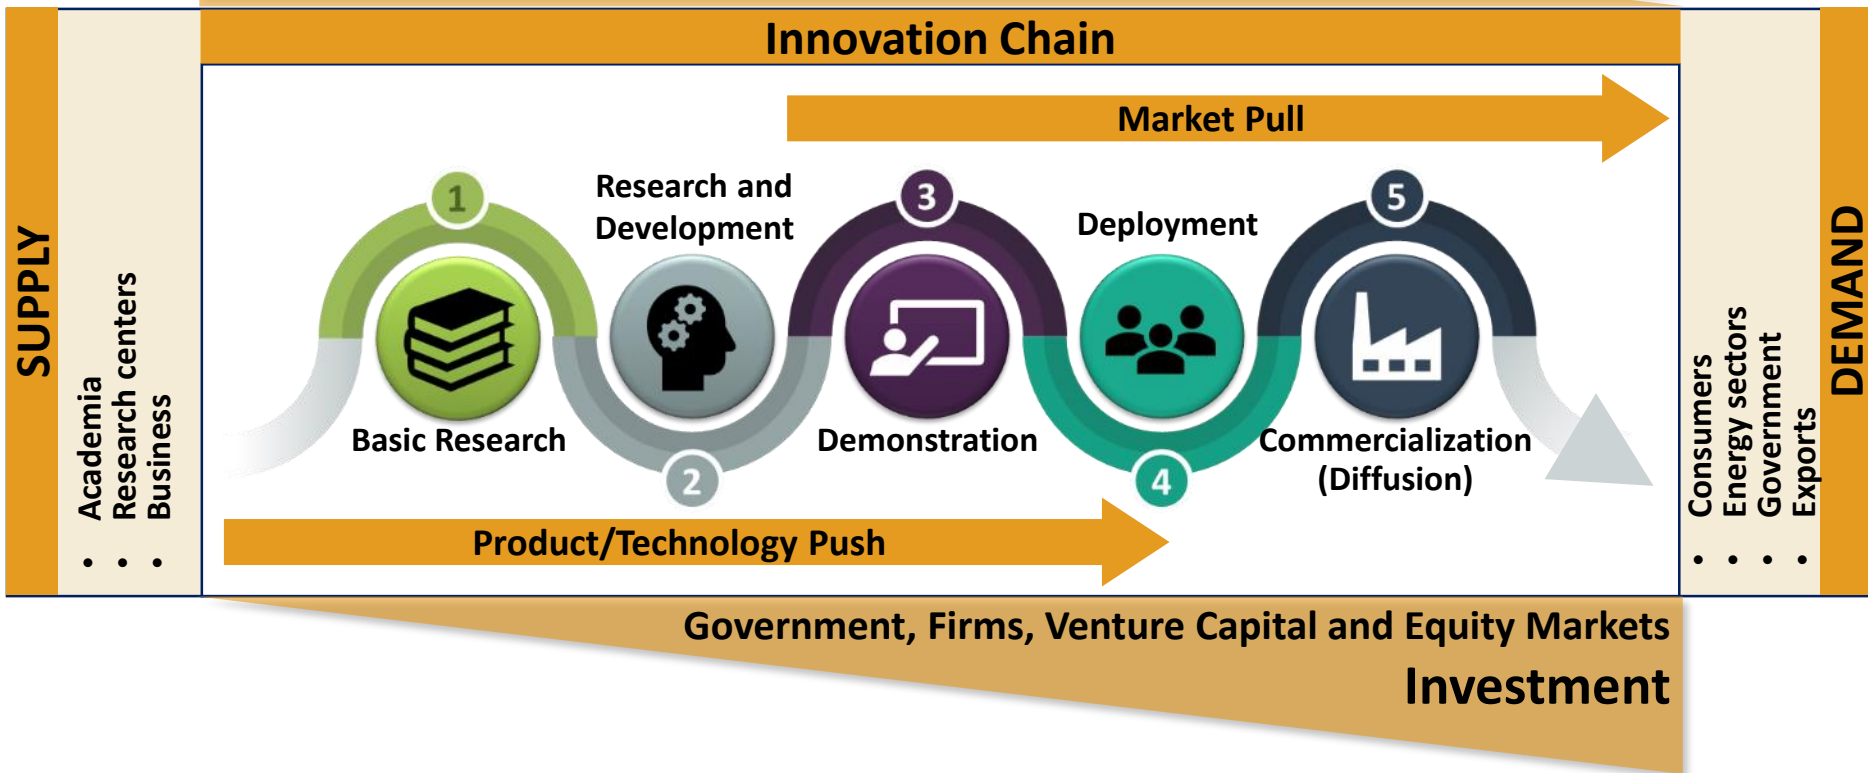 Innovation Chain
SUPPLY
• Academia
• Research centers
• Business
Market Pull
1
Research and
Development
3
Deployment
5
Basic Research
2
Demonstration
4
Commercialization
(Diffusion)
Product/Technology Push
• Consumers
• Energy sectors
• Government
• Exports
DEMAND
Government, Firms, Venture Capital and Equity Markets
Investment